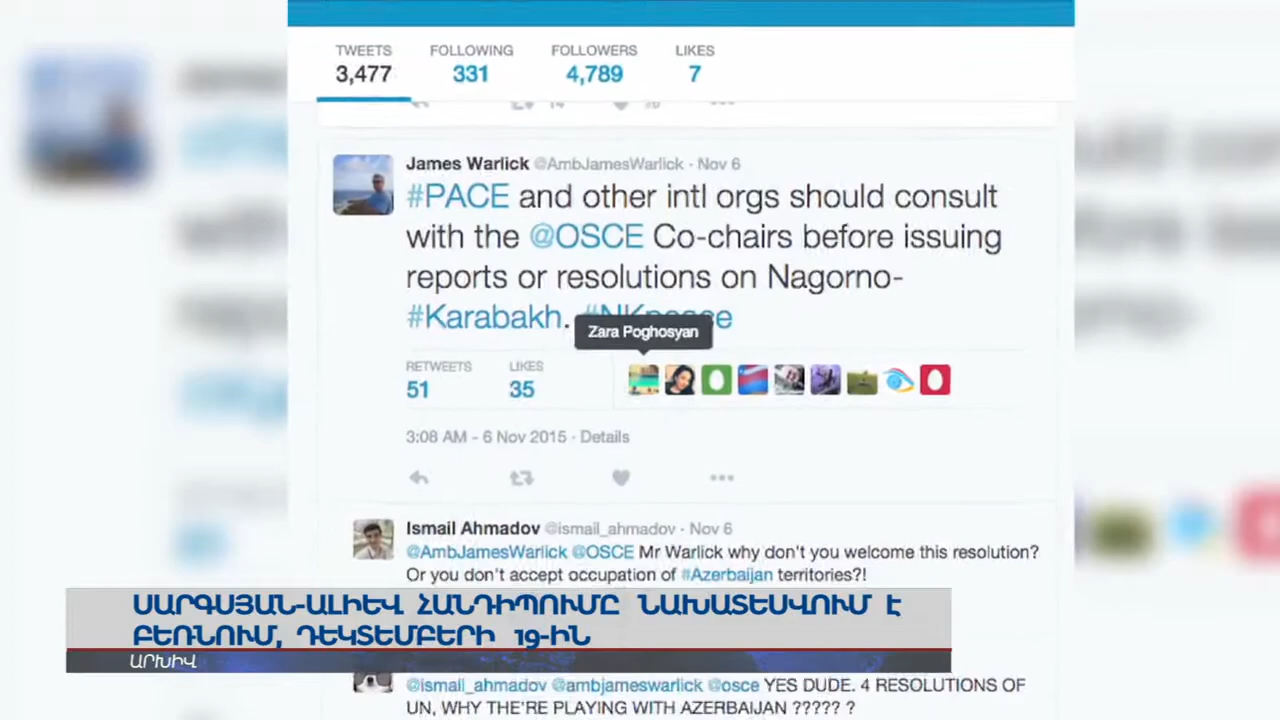 TWEETS FOLLOWING FOLLOWERS LIKES
3,477 331 4,789 7
James Warlick @AmbJamesWarlick · Nov 6
#PACE and other intl orgs should consult
with the @OSCE Co-chairs before issuing
reports or resolutions on Nagorno-
#Karabakh.
Zara Poghosyan
RETWEETS LIKES
51 35
3:08 AM - 6 Nov 2015 · Details
Ismail Ahmadov @ismail_ahmadov · Nov 6
@AmbJamesWarlick @OSCE Mr Warlick why don't you welcome this resolution?
Or you don't accept occupation of #Azerbaijan territories?!
ՍԱՐԳՍՅԱՆ-ԱԼԻԵՎ ՀԱՆԴԻՊՈՒՄԸ ՆԱԽԱՏԵՍՎՈՒՄ Է
ԲԵՌՆՈՒՄ, ԴԵԿՏԵՄԲԵՐԻ 19-ԻՆ
ԱՐԽԻՎ
@ismail_ahmadov @ambjameswarlick @osce YES DUDE. 4 RESOLUTIONS OF
UN, WHY THE'RE PLAYING WITH AZERBAIJAN ????? ?